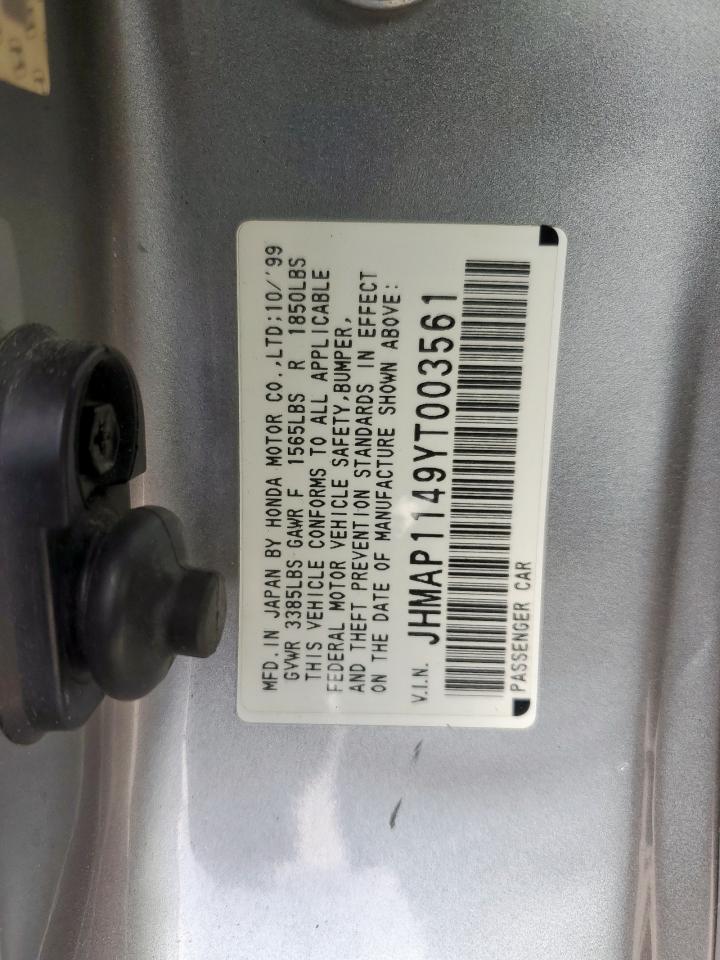 MFD.IN JAPAN BY HONDA MOTOR CO.,LTD;10/'99
GVWR 3385LBS GAWR F 1565LBS R 1850LBS
THIS VEHICLE CONFORMS TO ALL APPLICABLE
FEDERAL MOTOR VEHICLE SAFETY,BUMPER,
AND THEFT PREVENTION STANDARDS IN EFFECT
ON THE DATE OF MANUFACTURE SHOWN ABOVE:
V.I.N. JHMAP1149YT003561
PASSENGER CAR